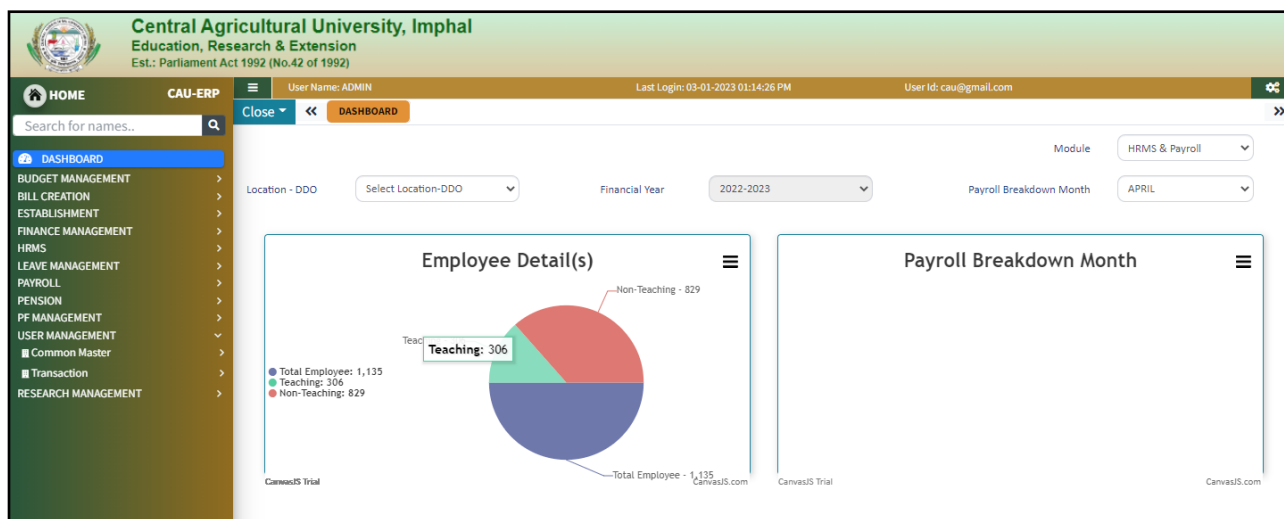 Central Agricultural University, Imphal
Education, Research & Extension
Est.: Parliament Act 1992 (No.42 of 1992)
HOME CAU-ERP
User Name: ADMIN Last Login: 03-01-2023 01:14:26 PM User Id: cau@gmail.com
Search for names..
Close DASHBOARD
DASHBOARD
BUDGET MANAGEMENT
BILL CREATION
ESTABLISHMENT
FINANCE MANAGEMENT
HRMS
LEAVE MANAGEMENT
PAYROLL
PENSION
PF MANAGEMENT
USER MANAGEMENT
Common Master
Transaction
RESEARCH MANAGEMENT
Module HRMS & Payroll
Location - DDO Select Location-DDO Financial Year 2022-2023 Payroll Breakdown Month APRIL
Employee Detail(s)
Non-Teaching - 829
Teac
Teaching: 306
Total Employee: 1,135
Teaching: 306
Non-Teaching: 829
Total Employee - 1,135
CanvasJS Trial CanvasJS.com
Payroll Breakdown Month
CanvasJS Trial CanvasJS.com